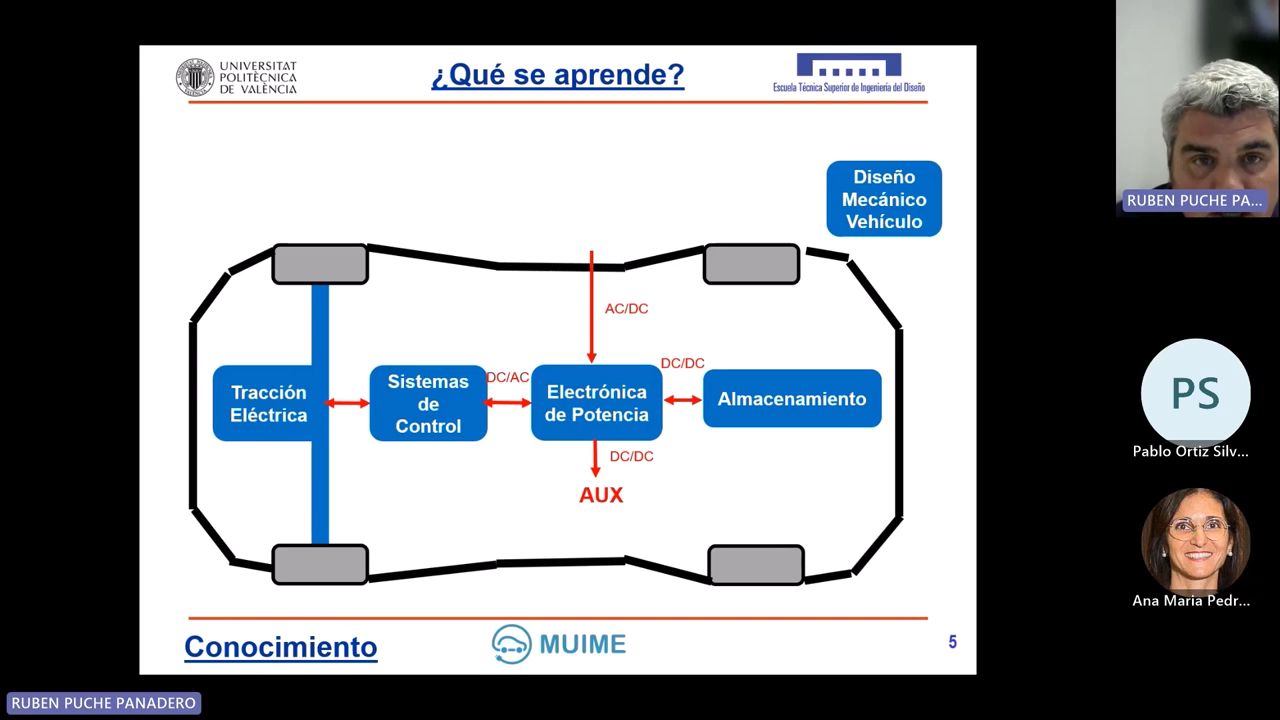 UNIVERSITAT
POLITÈCNICA
DE VALÈNCIA
¿Qué se aprende?
Escuela Técnica Superior de Ingeniería del Diseño
RUBEN PUCHE PA...
Diseño
Mecánico
Vehículo
AC/DC
Tracción
Eléctrica
Sistemas
de
Control
DC/AC
Electrónica
de Potencia
DC/DC
Almacenamiento
DC/DC
AUX
PS
Pablo Ortiz Silv...
Ana Maria Pedr...
Conocimiento
MUIME
5
RUBEN PUCHE PANADERO